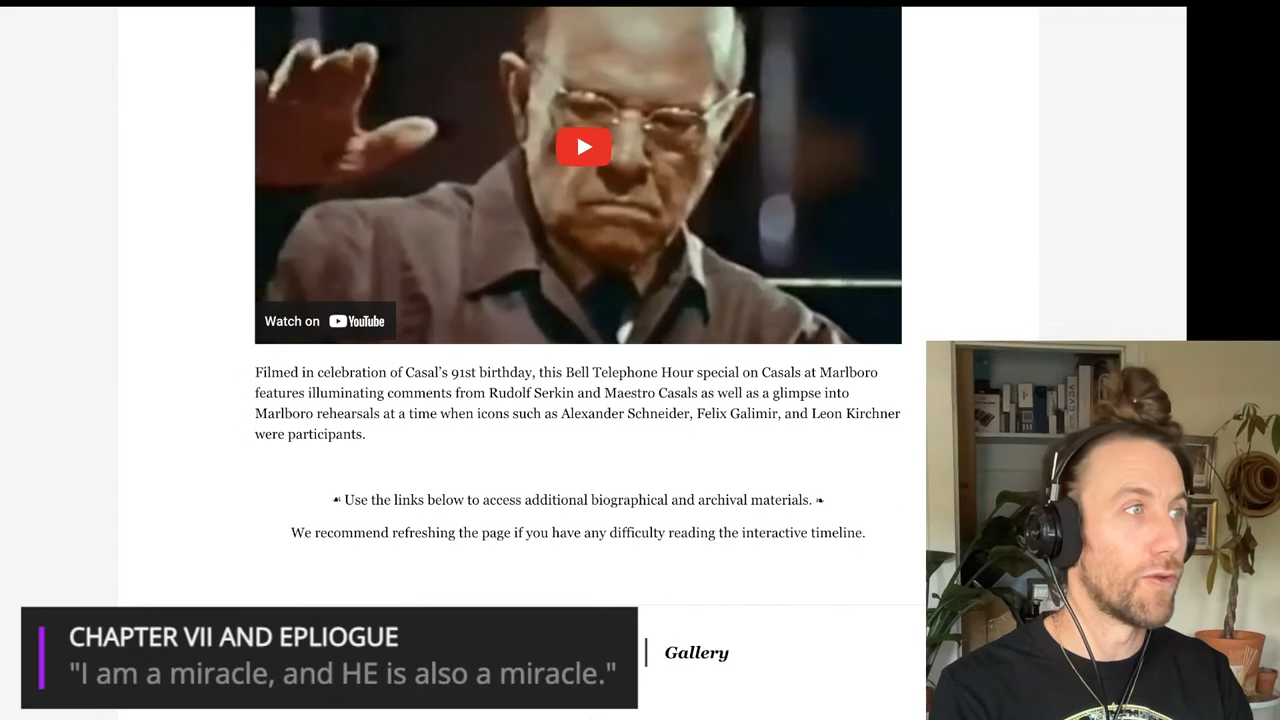 Watch on YouTube
Filmed in celebration of Casal's 91st birthday, this Bell Telephone Hour special on Casals at Marlboro
features illuminating comments from Rudolf Serkin and Maestro Casals as well as a glimpse into
Marlboro rehearsals at a time when icons such as Alexander Schneider, Felix Galimir, and Leon Kirchner
were participants.
☙ Use the links below to access additional biographical and archival materials. ❧
We recommend refreshing the page if you have any difficulty reading the interactive timeline.
CHAPTER VII AND EPLIOGUE
"I am a miracle, and HE is also a miracle."
Gallery